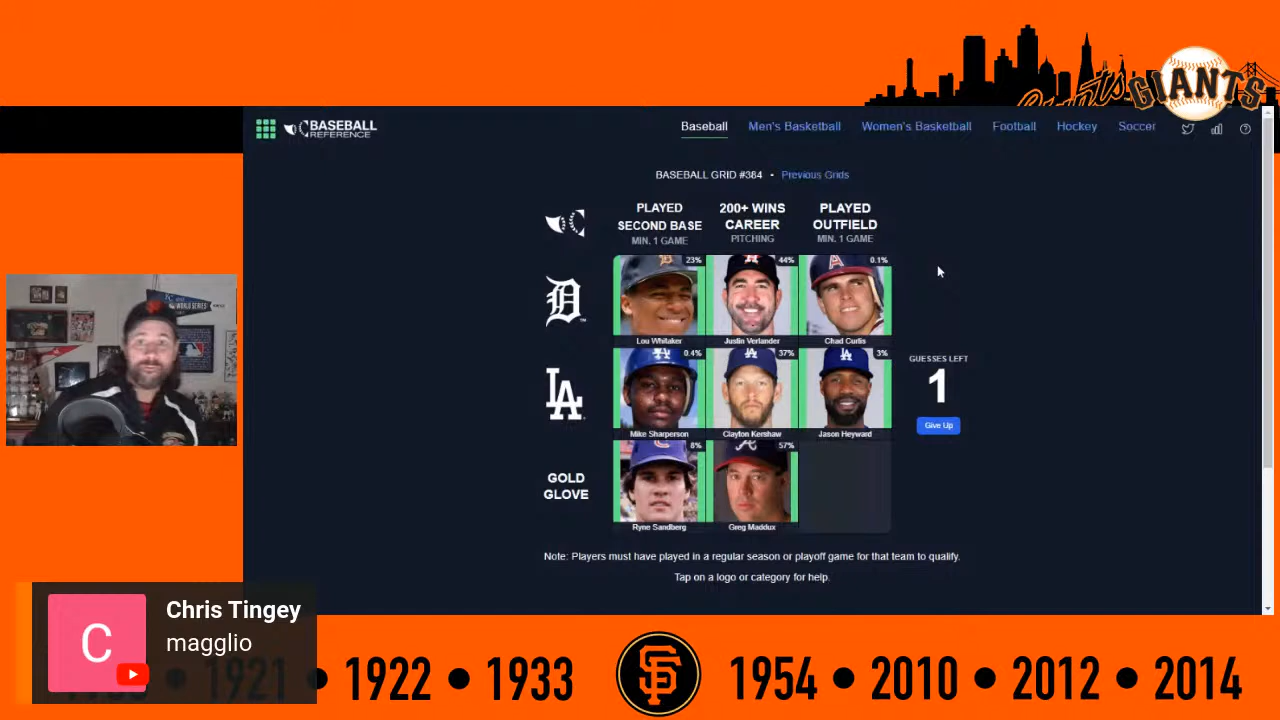 GIANTS
BASEBALL
REFERENCE
Baseball
Men's Basketball
Women's Basketball
Football
Hockey
Soccer
BASEBALL GRID #384 • Previous Grids
PLAYED
SECOND BASE
MIN. 1 GAME
200+ WINS
CAREER
PITCHING
PLAYED
OUTFIELD
MIN. 1 GAME
23%
Lou Whitaker
44%
Justin Verlander
0.1%
Chad Curtis
LA
0.4%
Mike Sharperson
37%
Clayton Kershaw
3%
Jason Heyward
GUESSES LEFT
1
Give Up
GOLD
GLOVE
8%
Ryne Sandberg
57%
Greg Maddux
Note: Players must have played in a regular season or playoff game for that team to qualify.
Tap on a logo or category for help.
C
Chris Tingey
magglio
1921 • 1922 • 1933
SF
1954 • 2010 • 2012 • 2014